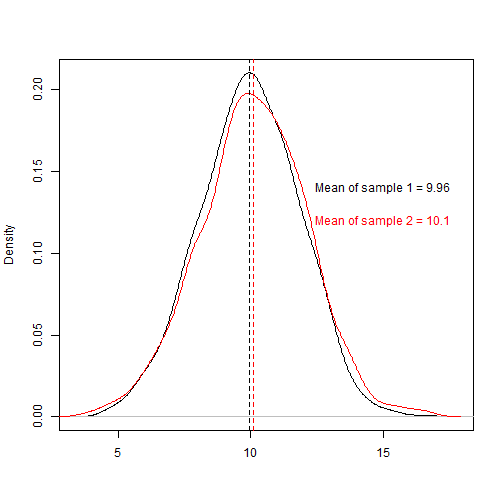 0.20
0.15
0.10
0.05
0.00
Density
Mean of sample 1 = 9.96
Mean of sample 2 = 10.1
5
10
15